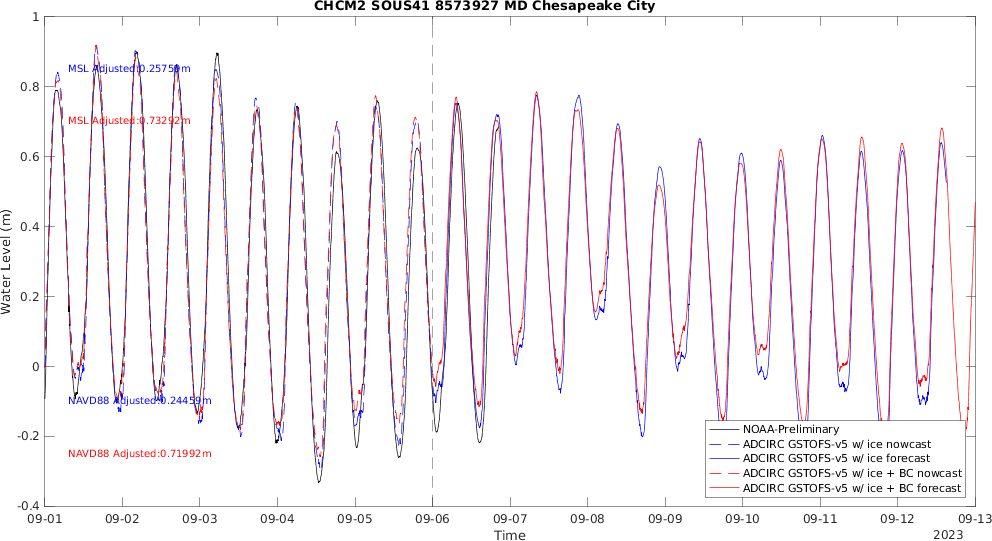 CHCM2 SOUS41 8573927 MD Chesapeake City
Water Level (m)
1
0.8
0.6
0.4
0.2
0
-0.2
-0.4
MSL Adjusted:0.25759m
MSL Adjusted:0.73292m
NAVD88 Adjusted:0.24459m
NAVD88 Adjusted:0.71992m
NOAA-Preliminary
ADCIRC GSTOFS-v5 w/ ice nowcast
ADCIRC GSTOFS-v5 w/ ice forecast
ADCIRC GSTOFS-v5 w/ ice + BC nowcast
ADCIRC GSTOFS-v5 w/ ice + BC forecast
09-01 09-02 09-03 09-04 09-05 09-06 09-07 09-08 09-09 09-10 09-11 09-12 09-13
Time
2023